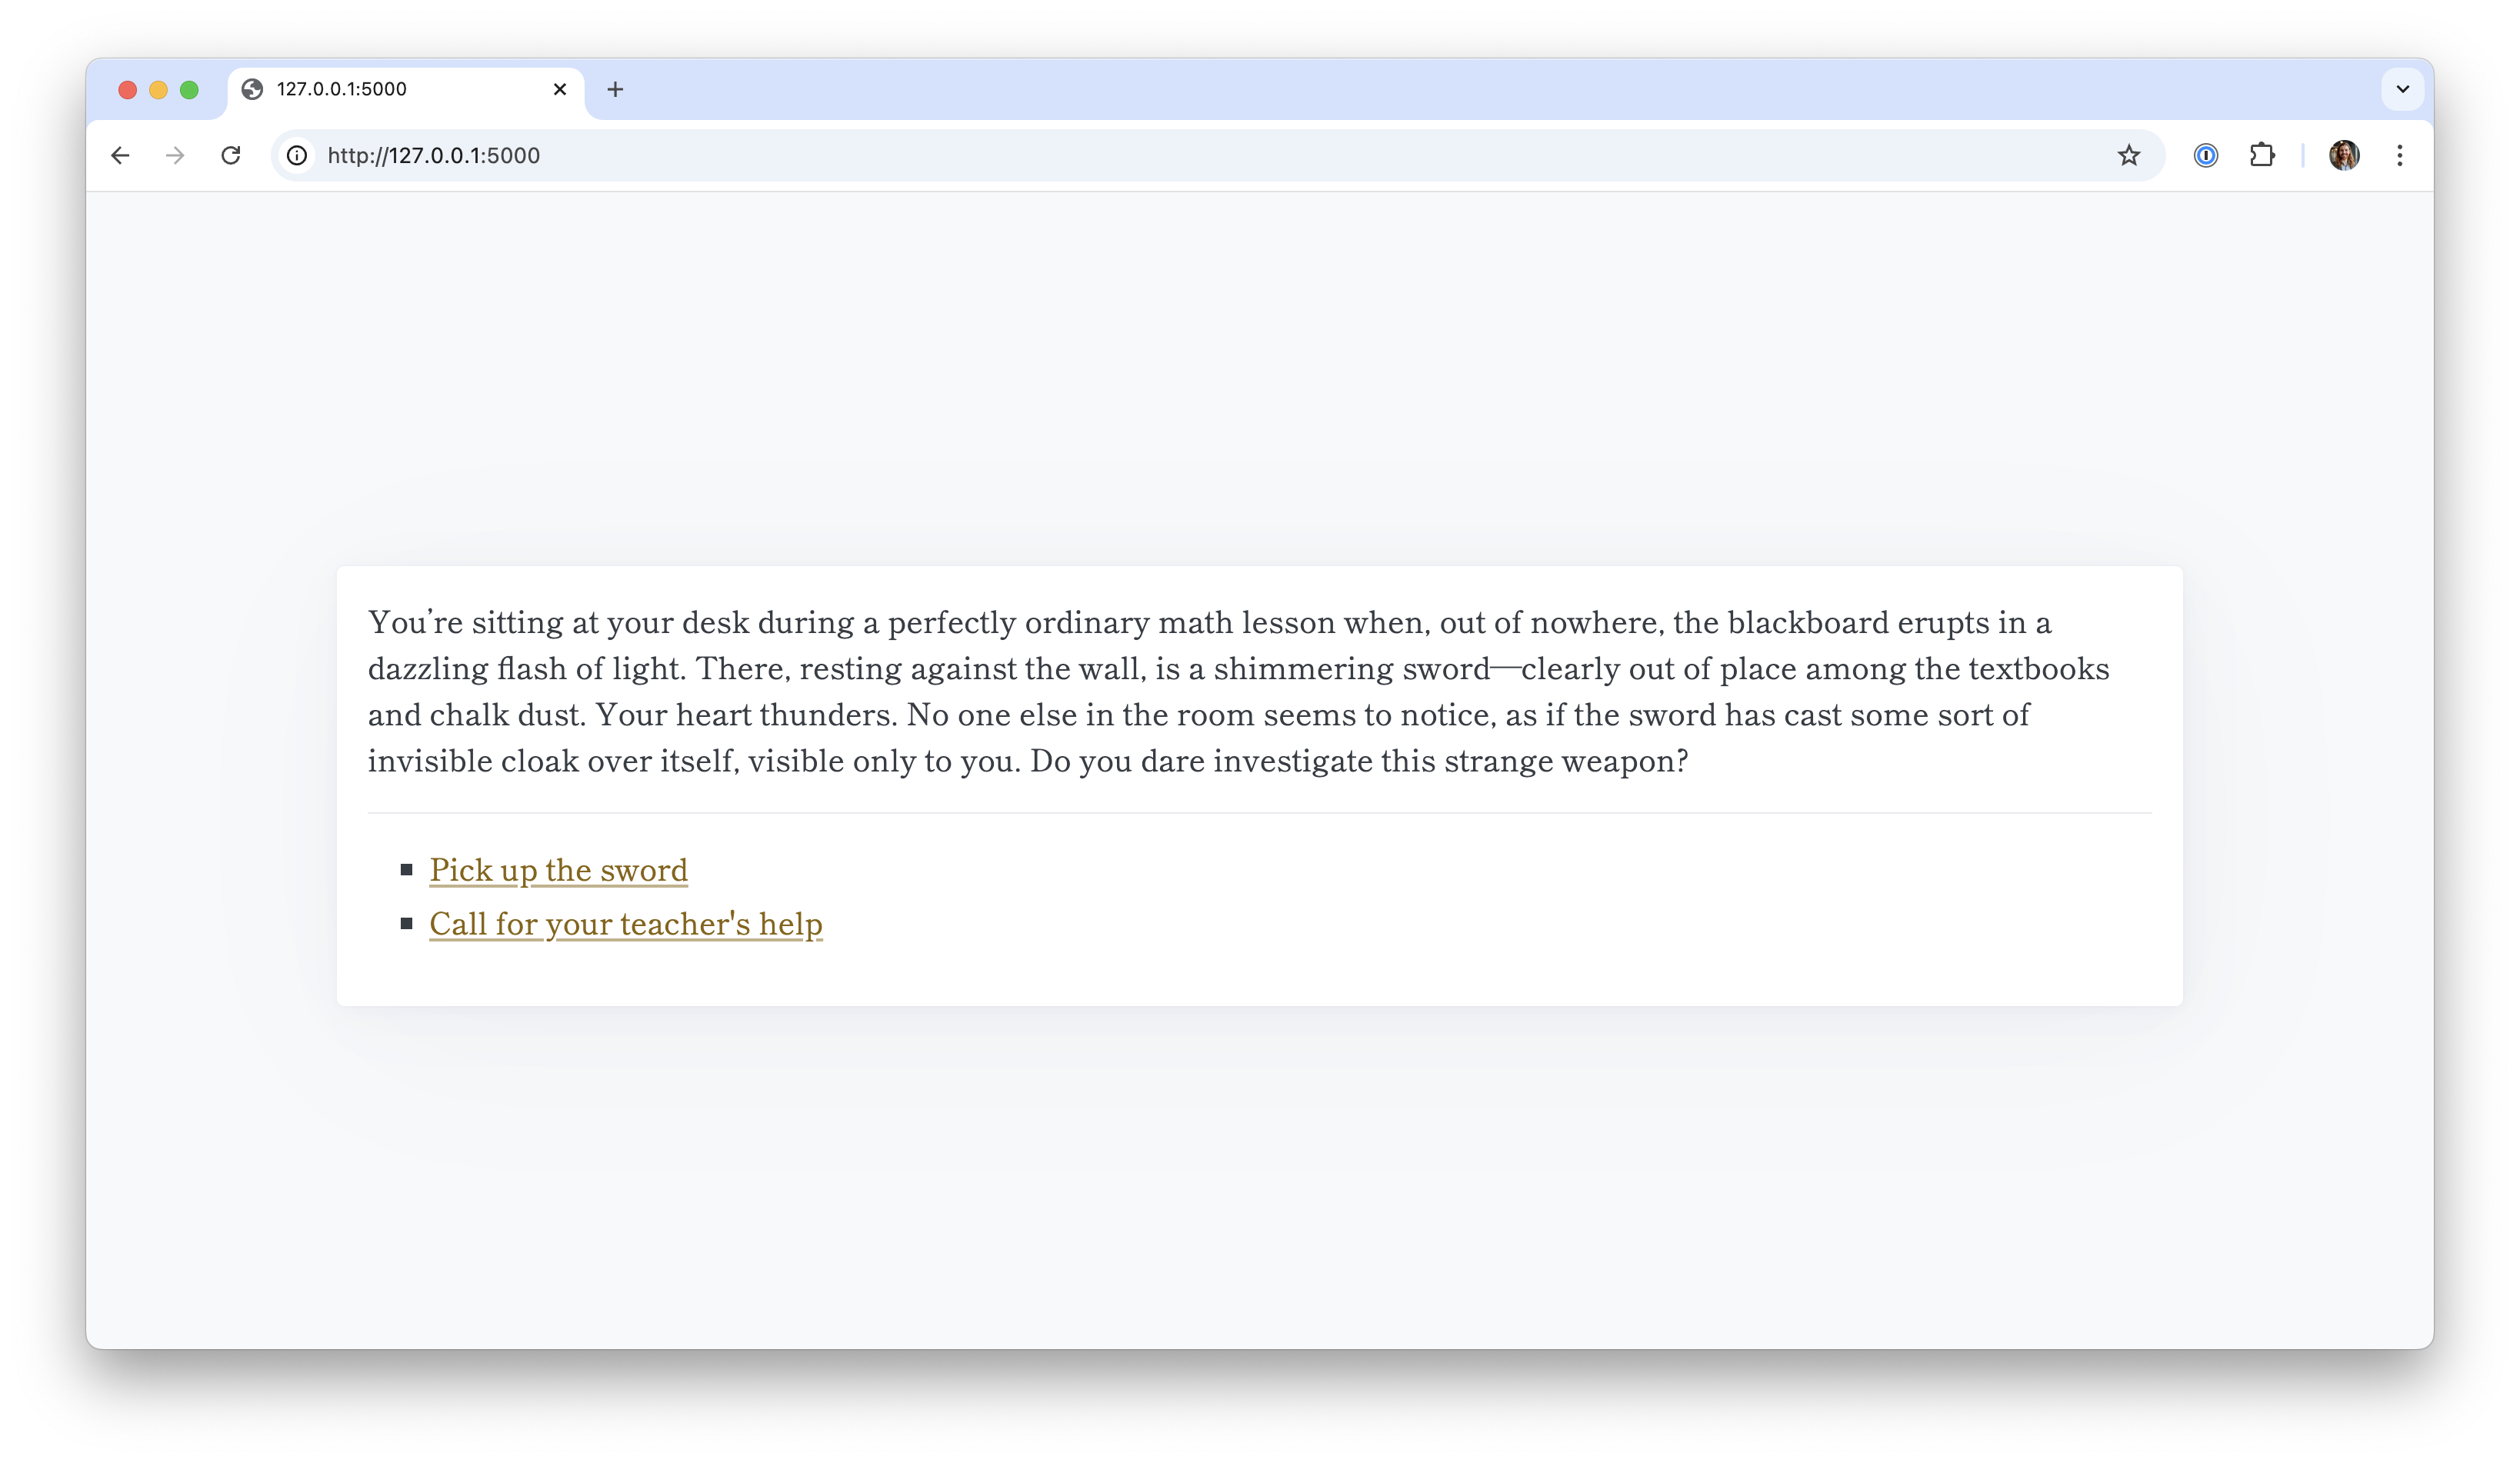 127.0.0.1:5000
http://127.0.0.1:5000
You’re sitting at your desk during a perfectly ordinary math lesson when, out of nowhere, the blackboard erupts in a
dazzling flash of light. There, resting against the wall, is a shimmering sword—clearly out of place among the textbooks
and chalk dust. Your heart thunders. No one else in the room seems to notice, as if the sword has cast some sort of
invisible cloak over itself, visible only to you. Do you dare investigate this strange weapon?
Pick up the sword
Call for your teacher's help